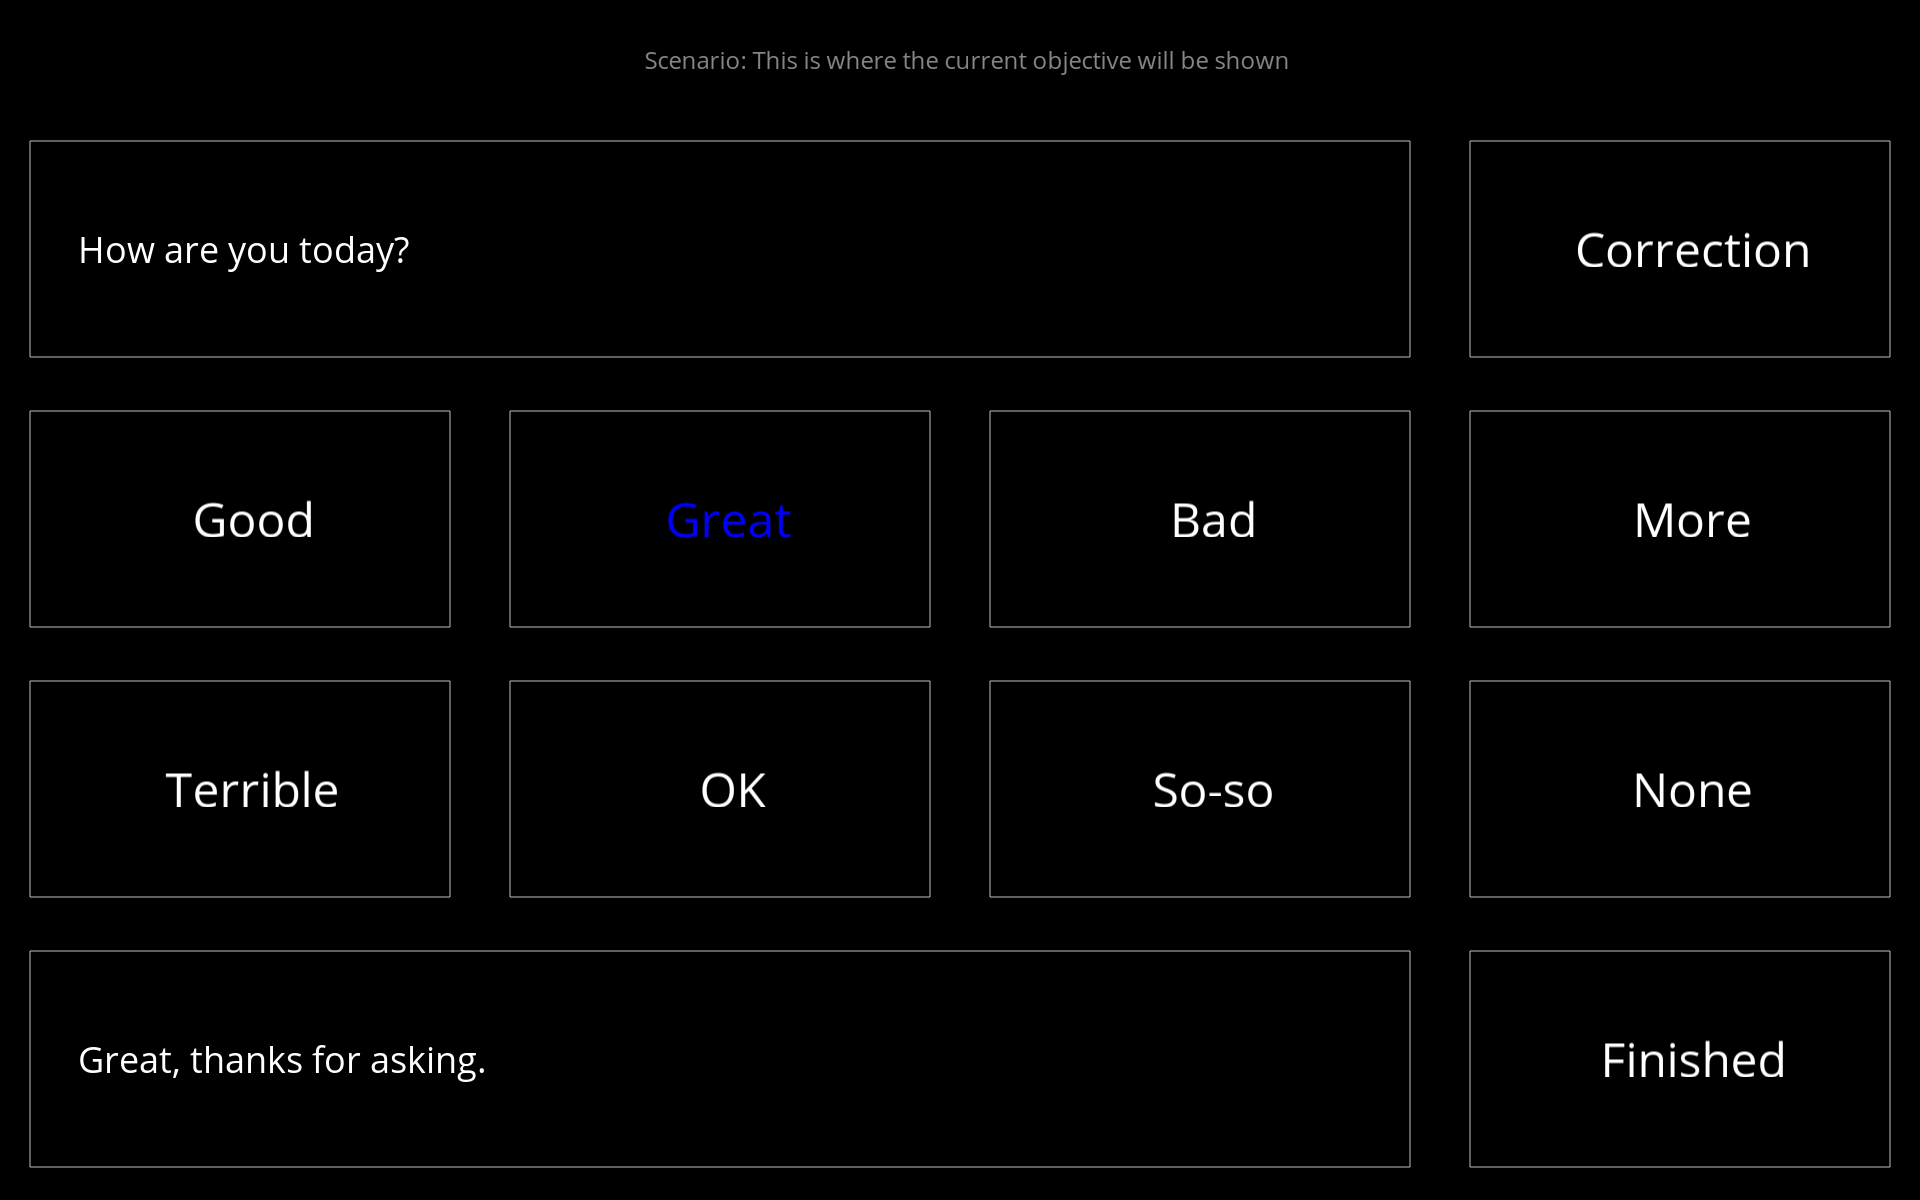 Scenario: This is where the current objective will be shown
How are you today?
Correction
Good
Great
Bad
More
Terrible
OK
So-so
None
Great, thanks for asking.
Finished